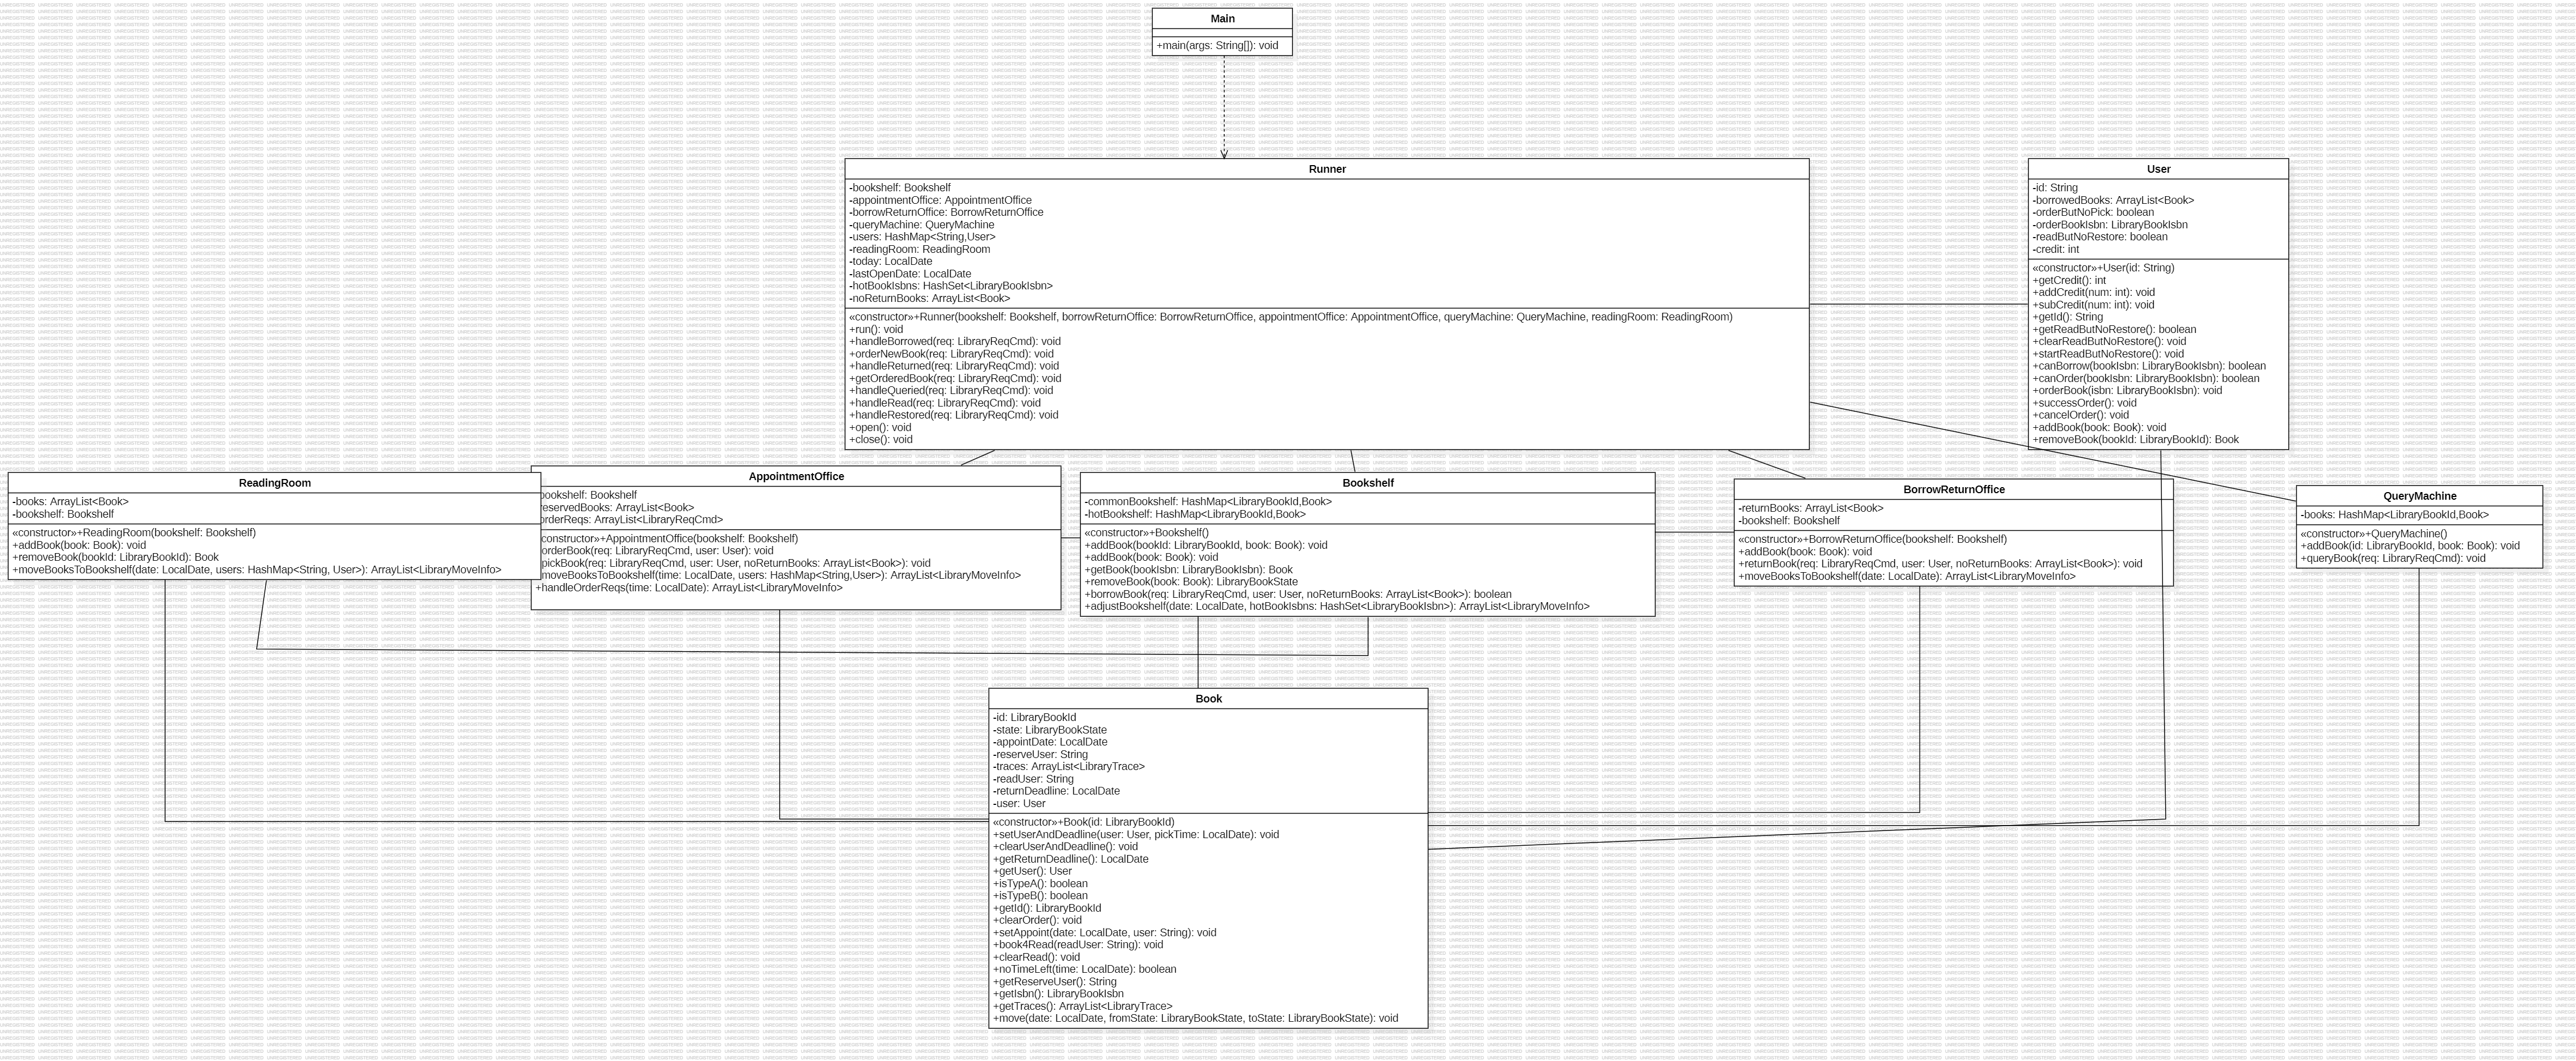 Main
+main(args: String[]): void
Runner
-bookshelf: Bookshelf
-appointmentOffice: AppointmentOffice
-borrowReturnOffice: BorrowReturnOffice
-queryMachine: QueryMachine
-users: HashMap<String,User>
-readingRoom: ReadingRoom
-today: LocalDate
-lastOpenDate: LocalDate
-hotBookIsbns: HashSet<LibraryBookIsbn>
-noReturnBooks: ArrayList<Book>
«constructor»+Runner(bookshelf: Bookshelf, borrowReturnOffice: BorrowReturnOffice, appointmentOffice: AppointmentOffice, queryMachine: QueryMachine, readingRoom: ReadingRoom)
+run(): void
+handleBorrowed(req: LibraryReqCmd): void
+orderNewBook(req: LibraryReqCmd): void
+handleReturned(req: LibraryReqCmd): void
+getOrderedBook(req: LibraryReqCmd): void
+handleQueried(req: LibraryReqCmd): void
+handleRead(req: LibraryReqCmd): void
+handleRestored(req: LibraryReqCmd): void
+open(): void
+close(): void
User
-id: String
-borrowedBooks: ArrayList<Book>
-orderButNoPick: boolean
-orderBookIsbn: LibraryBookIsbn
-readButNoRestore: boolean
-credit: int
«constructor»+User(id: String)
+getCredit(): int
+addCredit(num: int): void
+subCredit(num: int): void
+getId(): String
+getReadButNoRestore(): boolean
+clearReadButNoRestore(): void
+startReadButNoRestore(): void
+canBorrow(bookIsbn: LibraryBookIsbn): boolean
+canOrder(bookIsbn: LibraryBookIsbn): boolean
+orderBook(isbn: LibraryBookIsbn): void
+successOrder(): void
+cancelOrder(): void
+addBook(book: Book): void
+removeBook(bookId: LibraryBookId): Book
ReadingRoom
-books: ArrayList<Book>
-bookshelf: Bookshelf
«constructor»+ReadingRoom(bookshelf: Bookshelf)
+addBook(book: Book): void
+removeBook(bookId: LibraryBookId): Book
+moveBooksToBookshelf(date: LocalDate, users: HashMap<String, User>): ArrayList<LibraryMoveInfo>
AppointmentOffice
bookshelf: Bookshelf
reservedBooks: ArrayList<Book>
orderReqs: ArrayList<LibraryReqCmd>
constructor»+AppointmentOffice(bookshelf: Bookshelf)
orderBook(req: LibraryReqCmd, user: User): void
pickBook(req: LibraryReqCmd, user: User, noReturnBooks: ArrayList<Book>): void
moveBooksToBookshelf(time: LocalDate, users: HashMap<String,User>): ArrayList<LibraryMoveInfo>
+handleOrderReqs(time: LocalDate): ArrayList<LibraryMoveInfo>
Bookshelf
-commonBookshelf: HashMap<LibraryBookId,Book>
-hotBookshelf: HashMap<LibraryBookId,Book>
«constructor»+Bookshelf()
+addBook(bookId: LibraryBookId, book: Book): void
+addBook(book: Book): void
+getBook(bookIsbn: LibraryBookIsbn): Book
+removeBook(book: Book): LibraryBookState
+borrowBook(req: LibraryReqCmd, user: User, noReturnBooks: ArrayList<Book>): boolean
+adjustBookshelf(date: LocalDate, hotBookIsbns: HashSet<LibraryBookIsbn>): ArrayList<LibraryMoveInfo>
BorrowReturnOffice
-returnBooks: ArrayList<Book>
-bookshelf: Bookshelf
«constructor»+BorrowReturnOffice(bookshelf: Bookshelf)
+addBook(book: Book): void
+returnBook(req: LibraryReqCmd, user: User, noReturnBooks: ArrayList<Book>): void
+moveBooksToBookshelf(date: LocalDate): ArrayList<LibraryMoveInfo>
QueryMachine
-books: HashMap<LibraryBookId,Book>
«constructor»+QueryMachine()
+addBook(id: LibraryBookId, book: Book): void
+queryBook(req: LibraryReqCmd): void
Book
-id: LibraryBookId
-state: LibraryBookState
-appointDate: LocalDate
-reserveUser: String
-traces: ArrayList<LibraryTrace>
-readUser: String
-returnDeadline: LocalDate
-user: User
«constructor»+Book(id: LibraryBookId)
+setUserAndDeadline(user: User, pickTime: LocalDate): void
+clearUserAndDeadline(): void
+getReturnDeadline(): LocalDate
+getUser(): User
+isTypeA(): boolean
+isTypeB(): boolean
+getId(): LibraryBookId
+clearOrder(): void
+setAppoint(date: LocalDate, user: String): void
+book4Read(readUser: String): void
+clearRead(): void
+noTimeLeft(time: LocalDate): boolean
+getReserveUser(): String
+getIsbn(): LibraryBookIsbn
+getTraces(): ArrayList<LibraryTrace>
+move(date: LocalDate, fromState: LibraryBookState, toState: LibraryBookState): void